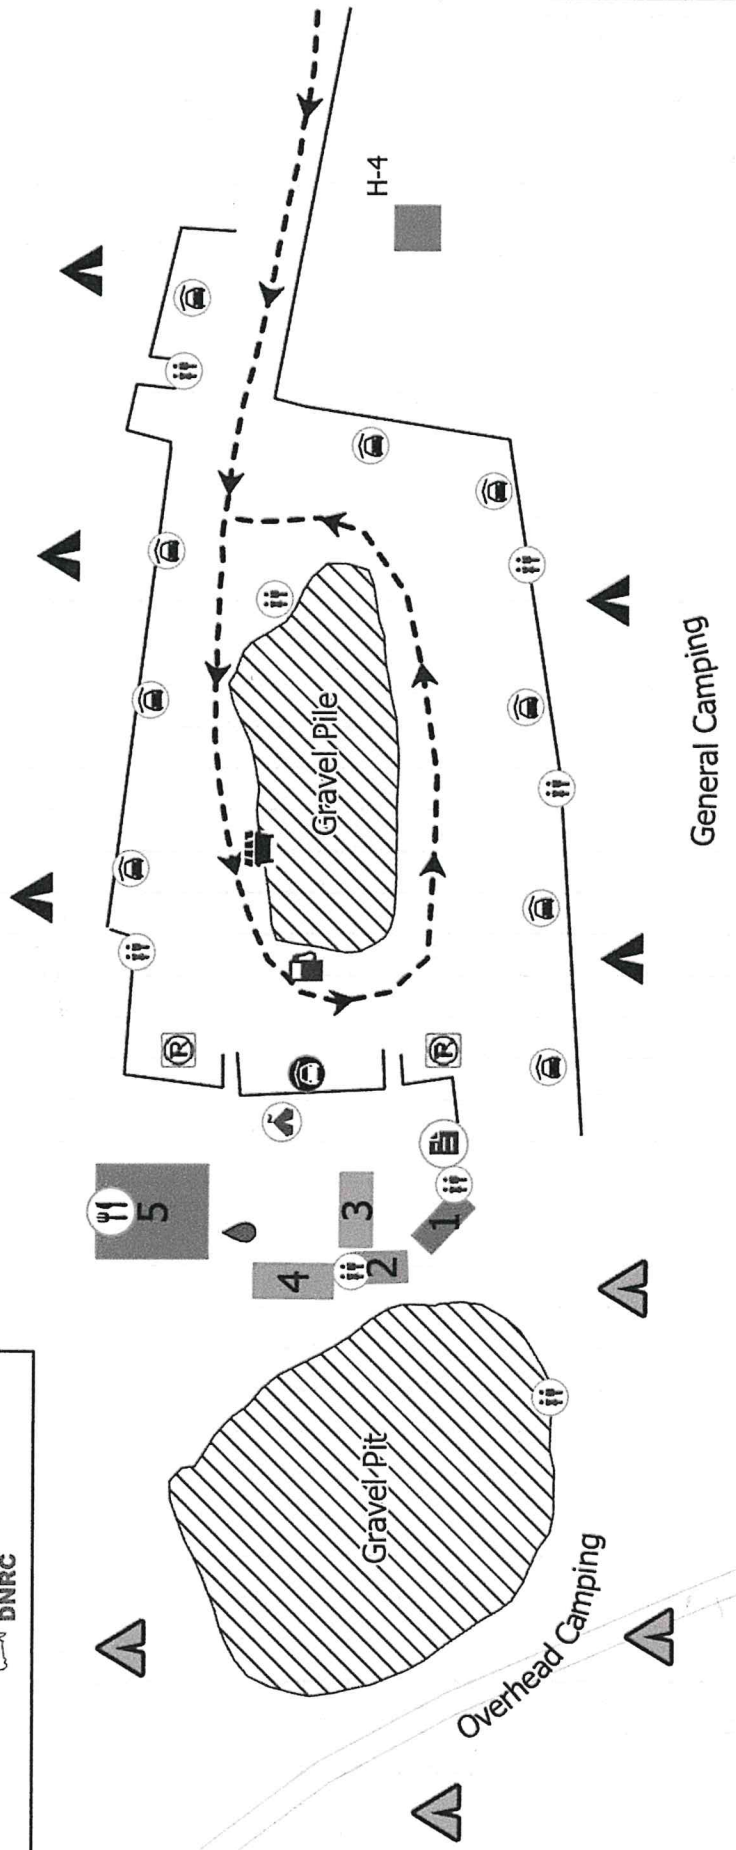 DNRC
H-4
Gravel Pile
General Camping
R
R
5
3
4
2
1
Gravel Pit
Overhead Camping